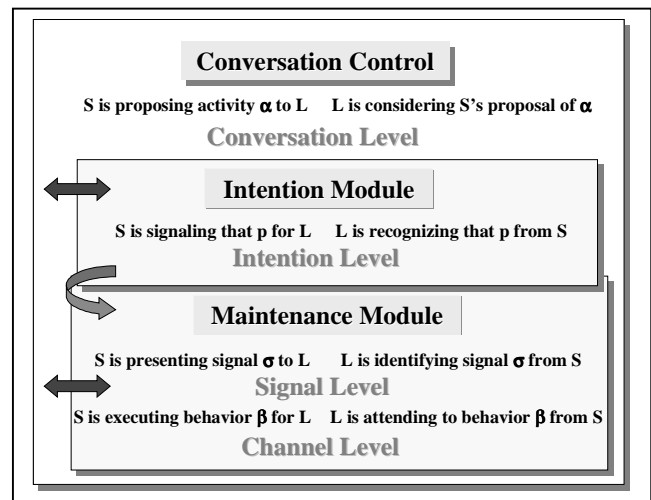 Conversation Control
S is proposing activity α to L L is considering S's proposal of α
Conversation Level
Intention Module
S is signaling that p for L L is recognizing that p from S
Intention Level
Maintenance Module
S is presenting signal σ to L L is identifying signal σ from S
Signal Level
S is executing behavior β for L L is attending to behavior β from S
Channel Level